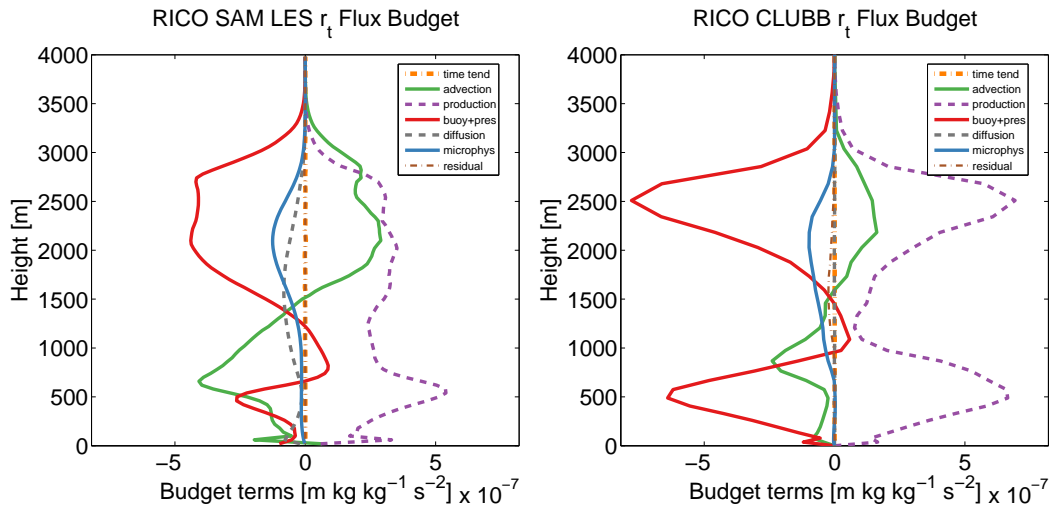 RICO SAM LES r_t Flux Budget
4000
3500
3000
2500
2000
1500
1000
500
0
Height [m]
time tend
advection
production
buoy+pres
diffusion
microphys
residual
−5
0
5
Budget terms [m kg kg⁻¹ s⁻²] x 10⁻⁷
RICO CLUBB r_t Flux Budget
4000
3500
3000
2500
2000
1500
1000
500
0
Height [m]
time tend
advection
production
buoy+pres
diffusion
microphys
residual
−5
0
5
Budget terms [m kg kg⁻¹ s⁻²] x 10⁻⁷